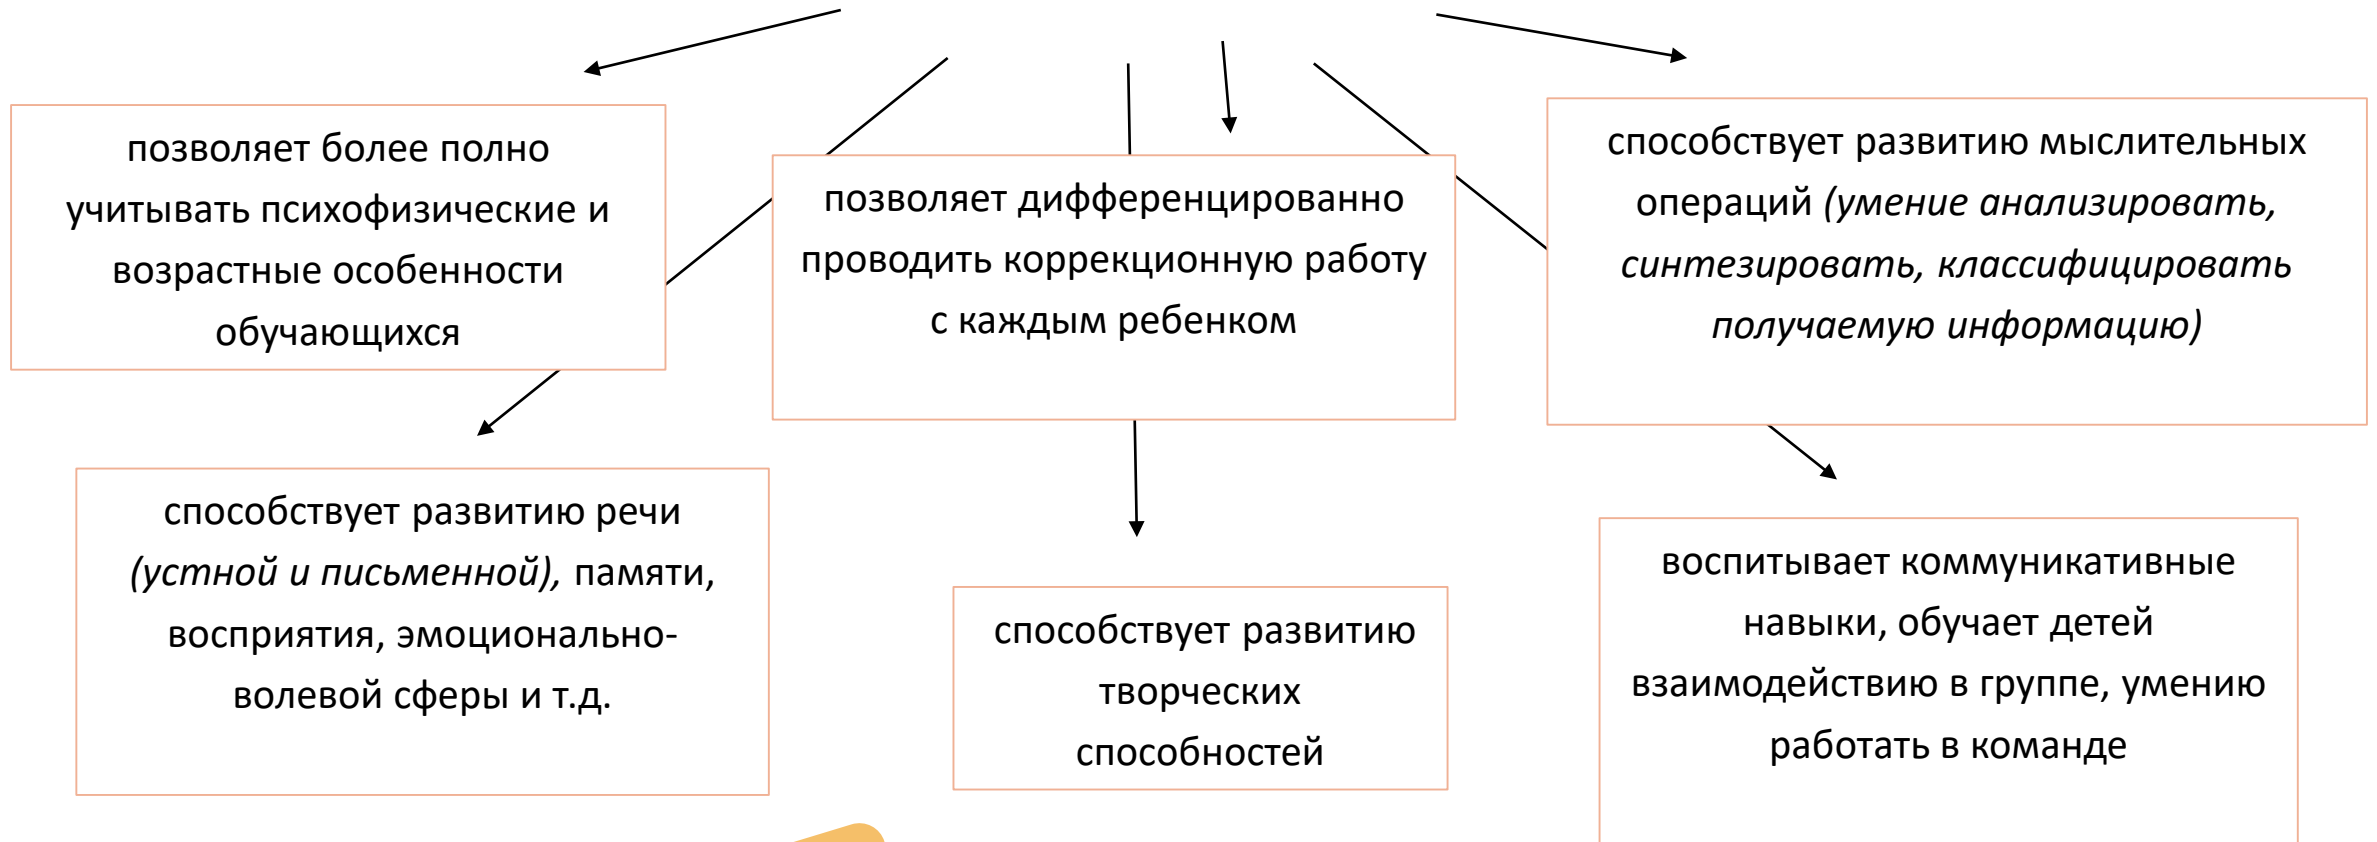 позволяет более полно
учитывать психофизические и
возрастные особенности
обучающихся
позволяет дифференцированно
проводить коррекционную работу
с каждым ребенком
способствует развитию мыслительных
операций (умение анализировать,
синтезировать, классифицировать
получаемую информацию)
способствует развитию речи
(устной и письменной), памяти,
восприятия, эмоционально-
волевой сферы и т.д.
способствует развитию
творческих
способностей
воспитывает коммуникативные
навыки, обучает детей
взаимодействию в группе, умению
работать в команде